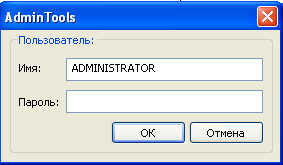 AdminTools
Пользователь:
Имя: ADMINISTRATOR
Пароль:
OK Отмена